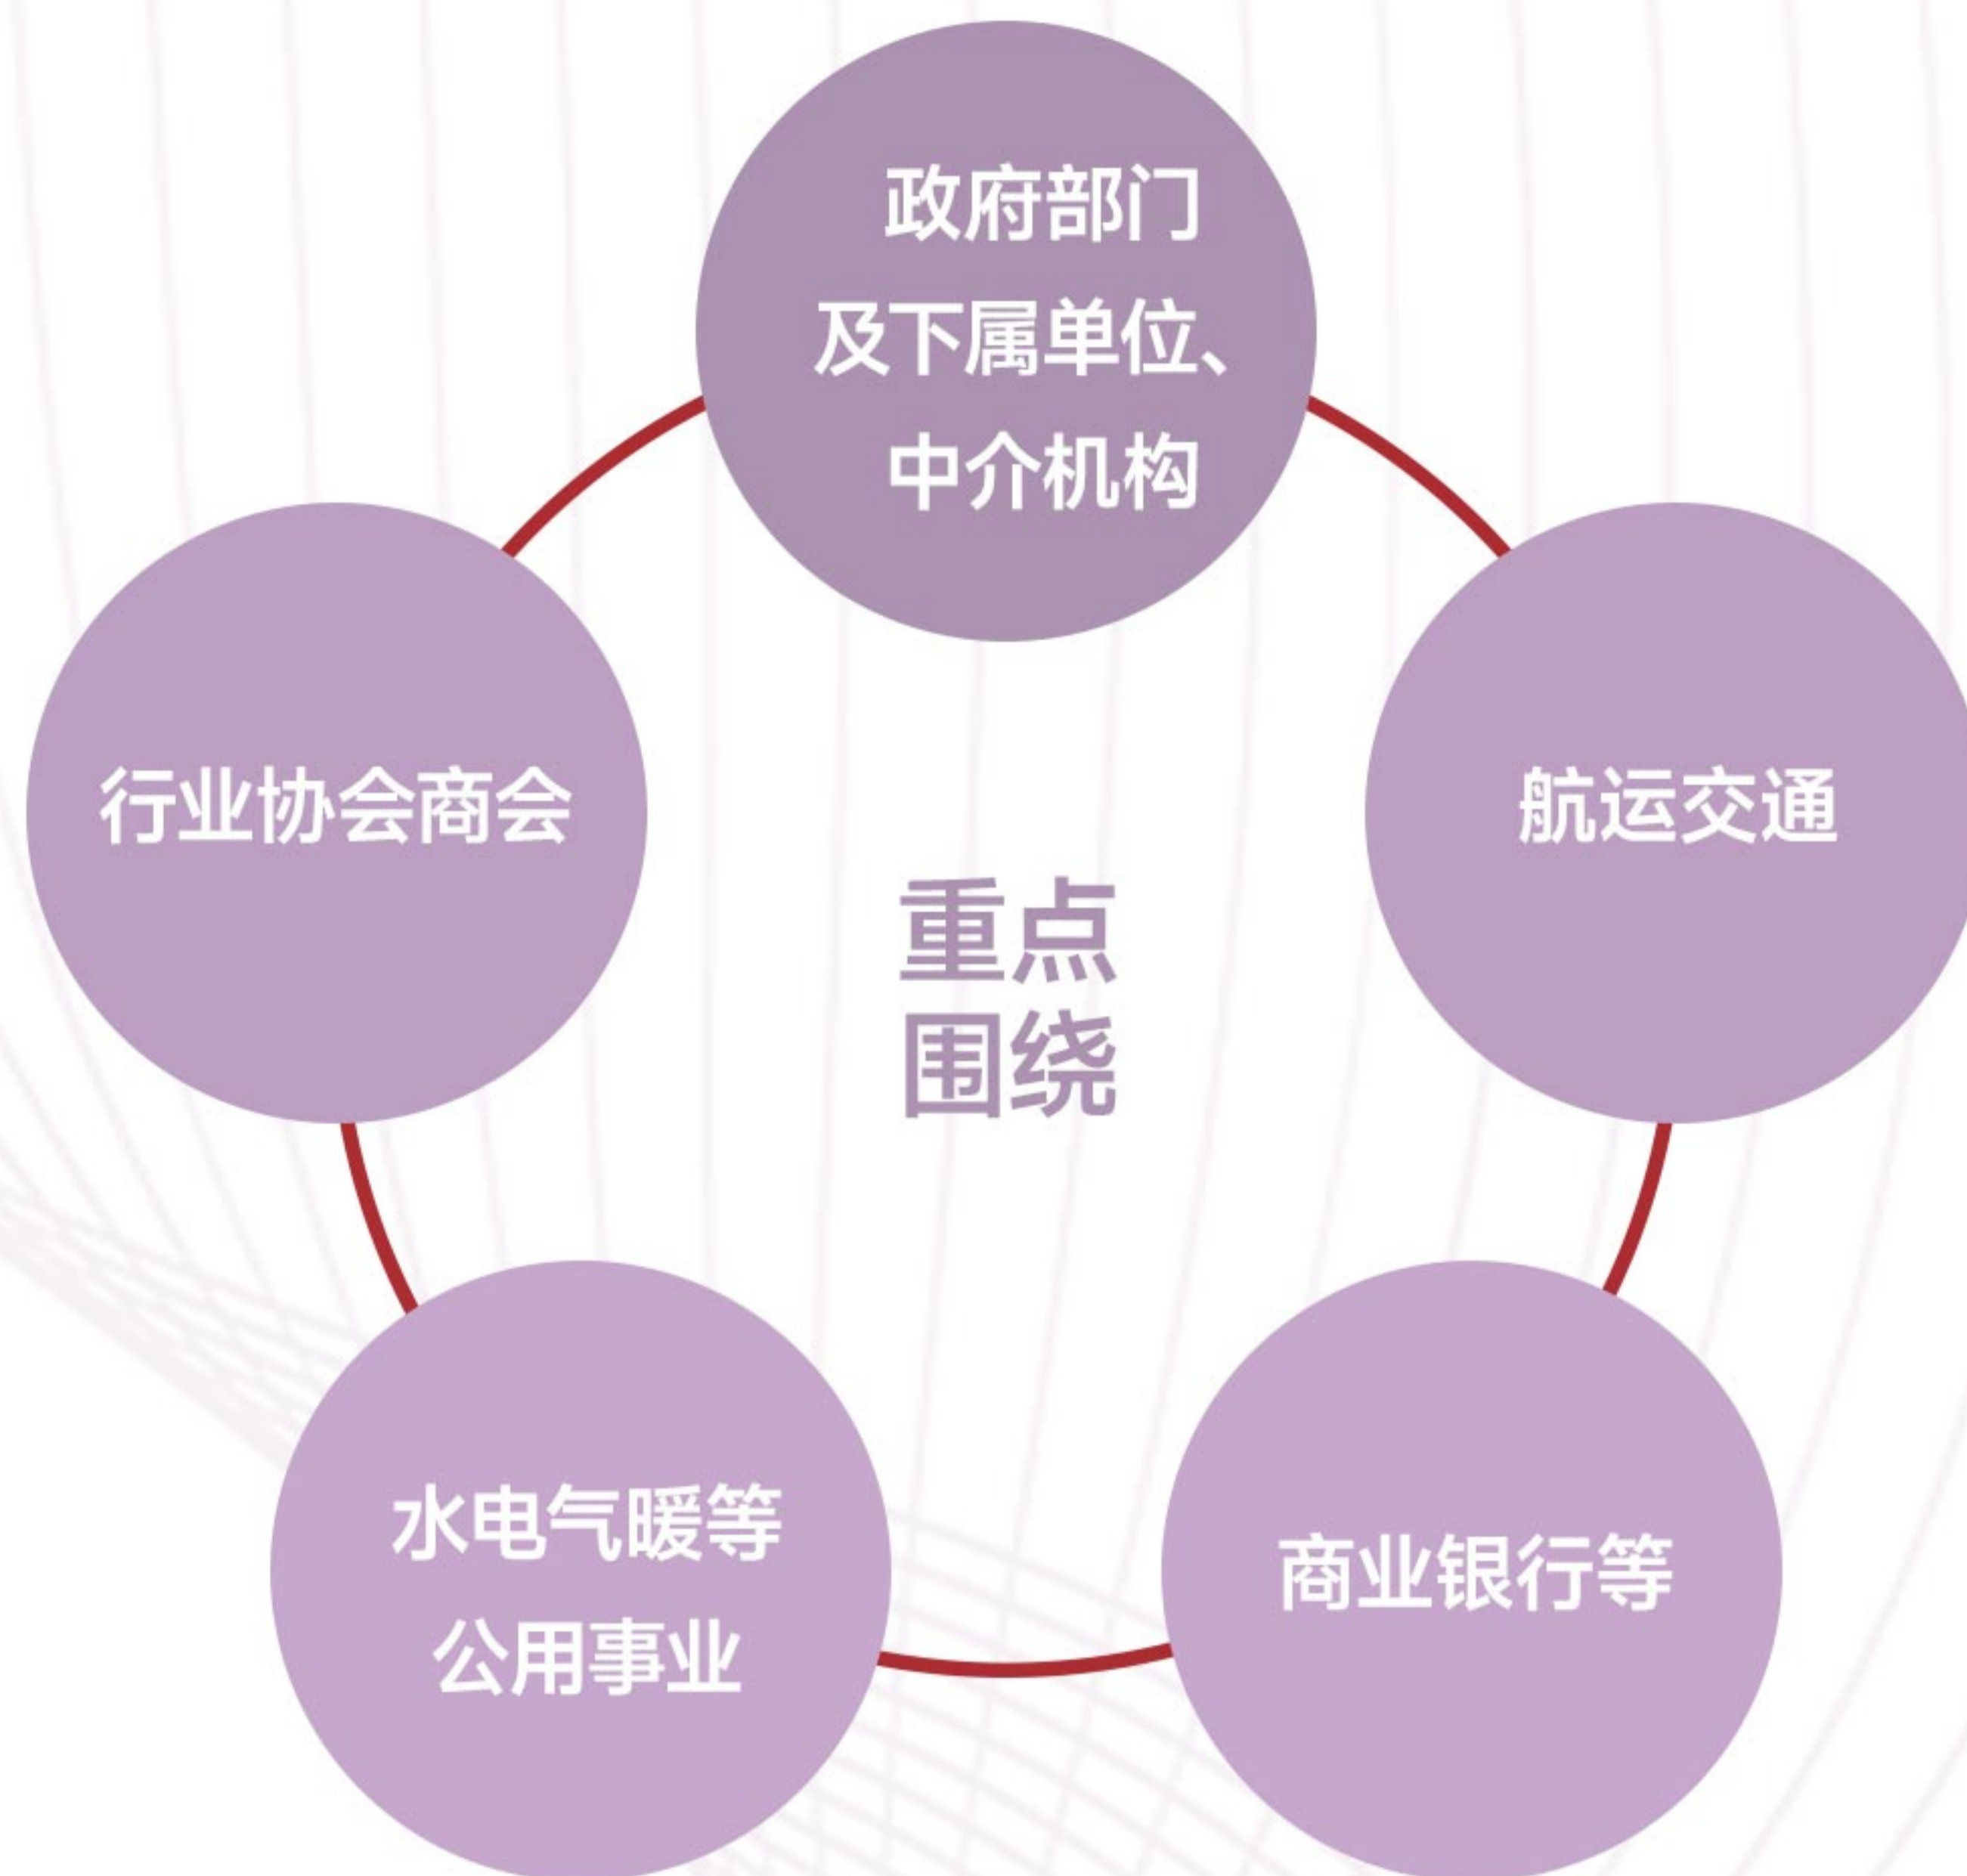 政府部门
及下属单位、
中介机构
行业协会商会
航运交通
重点
围绕
水电气暖等
公用事业
商业银行等